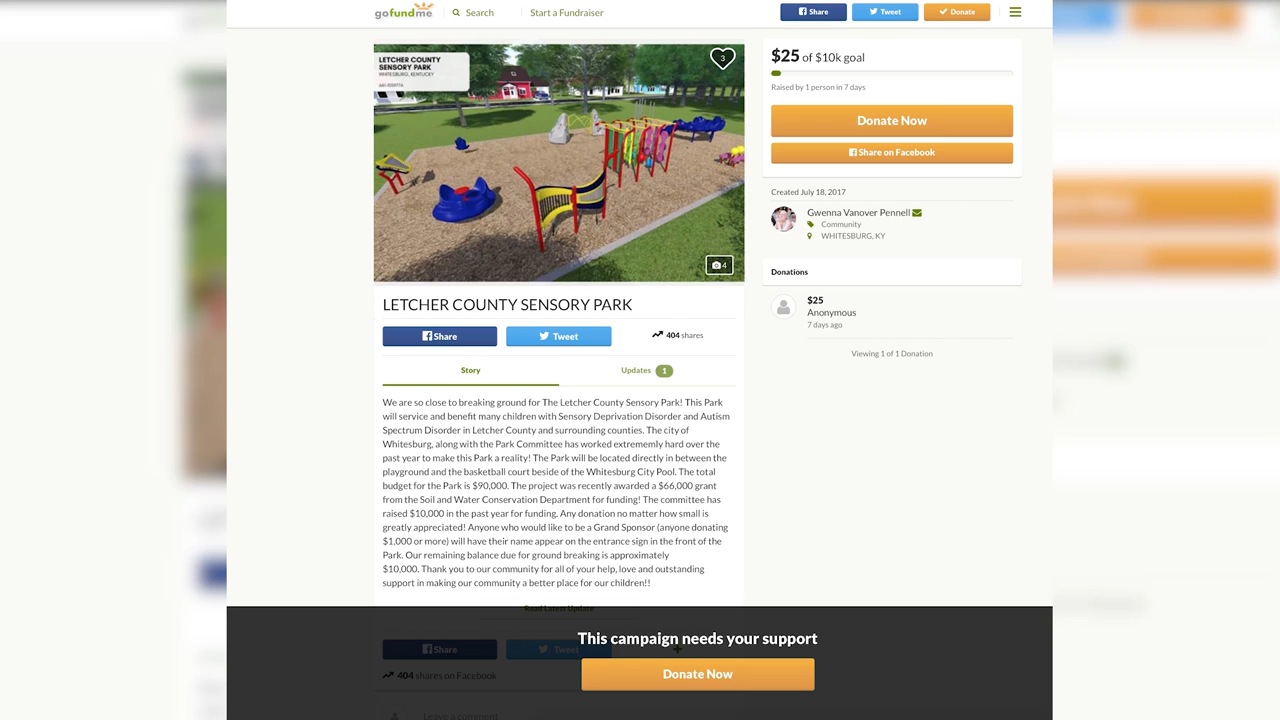 gofundme
Search
Start a Fundraiser
Share
Tweet
Donate
LETCHER COUNTY
SENSORY PARK
WHITESBURG, KENTUCKY
3
4
$25 of $10k goal
Raised by 1 person in 7 days
Donate Now
Share on Facebook
Created July 18, 2017
Gwenna Vanover Pennell
Community
WHITESBURG, KY
Donations
$25
Anonymous
7 days ago
Viewing 1 of 1 Donation
LETCHER COUNTY SENSORY PARK
Share
Tweet
404 shares
Story
Updates 1
We are so close to breaking ground for The Letcher County Sensory Park! This Park
will service and benefit many children with Sensory Deprivation Disorder and Autism
Spectrum Disorder in Letcher County and surrounding counties. The city of
Whitesburg, along with the Park Committee has worked extrememly hard over the
past year to make this Park a reality! The Park will be located directly in between the
playground and the basketball court beside of the Whitesburg City Pool. The total
budget for the Park is $90,000. The project was recently awarded a $66,000 grant
from the Soil and Water Conservation Department for funding! The committee has
raised $10,000 in the past year for funding. Any donation no matter how small is
greatly appreciated! Anyone who would like to be a Grand Sponsor (anyone donating
$1,000 or more) will have their name appear on the entrance sign in the front of the
Park. Our remaining balance due for ground breaking is approximately
$10,000. Thank you to our community for all of your help, love and outstanding
support in making our community a better place for our children!!
Read Latest Update
This campaign needs your support
Share
Tweet
Donate Now
404 shares on Facebook
Leave a comment